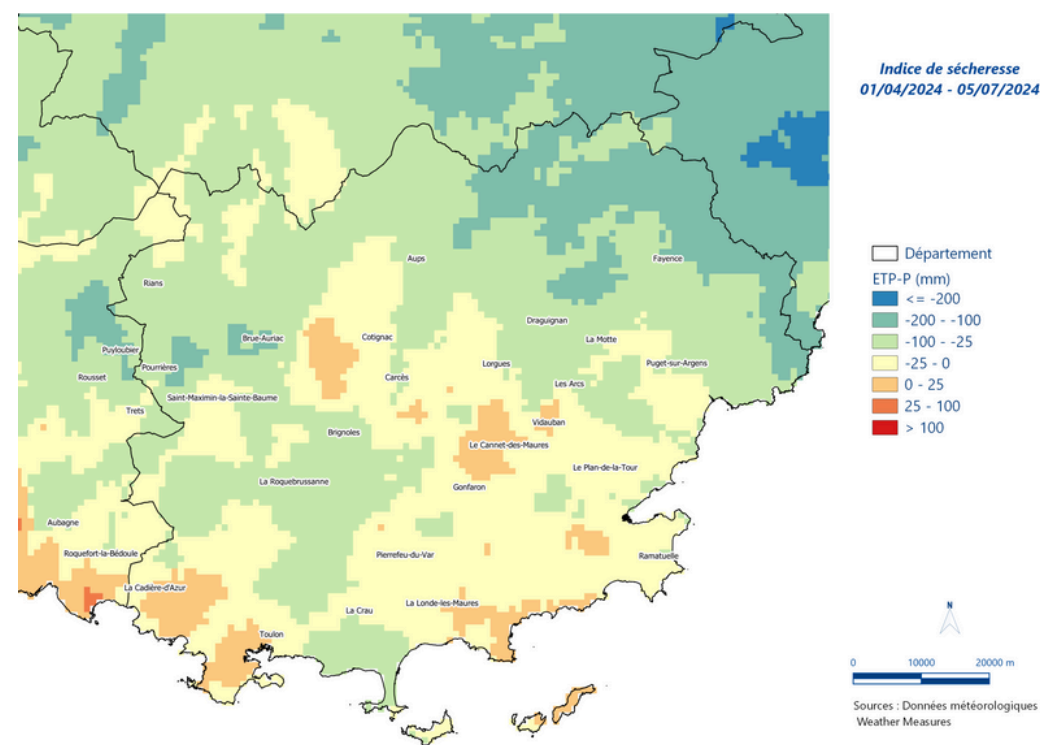 Indice de sécheresse
01/04/2024 - 05/07/2024
Aups
Fayence
Rians
Draguignan
Brue-Auriac
Cotignac
La Motte
Puyloubier
Pourrières
Lorgues
Puget-sur-Argens
Rousset
Carcès
Les Arcs
Saint-Maximin-la-Sainte-Baume
Trets
Vidauban
Brignoles
Le Cannet-des-Maures
Le Plan-de-la-Tour
La Roquebrussanne
Gonfaron
Aubagne
Roquefort-la-Bédoule
Pierrefeu-du-Var
Ramatuelle
La Cadière-d'Azur
La Londe-les-Maures
La Crau
Toulon
Département
ETP-P (mm)
<= -200
-200 - -100
-100 - -25
-25 - 0
0 - 25
25 - 100
> 100
N
0 10000 20000 m
Sources : Données météorologiques
Weather Measures